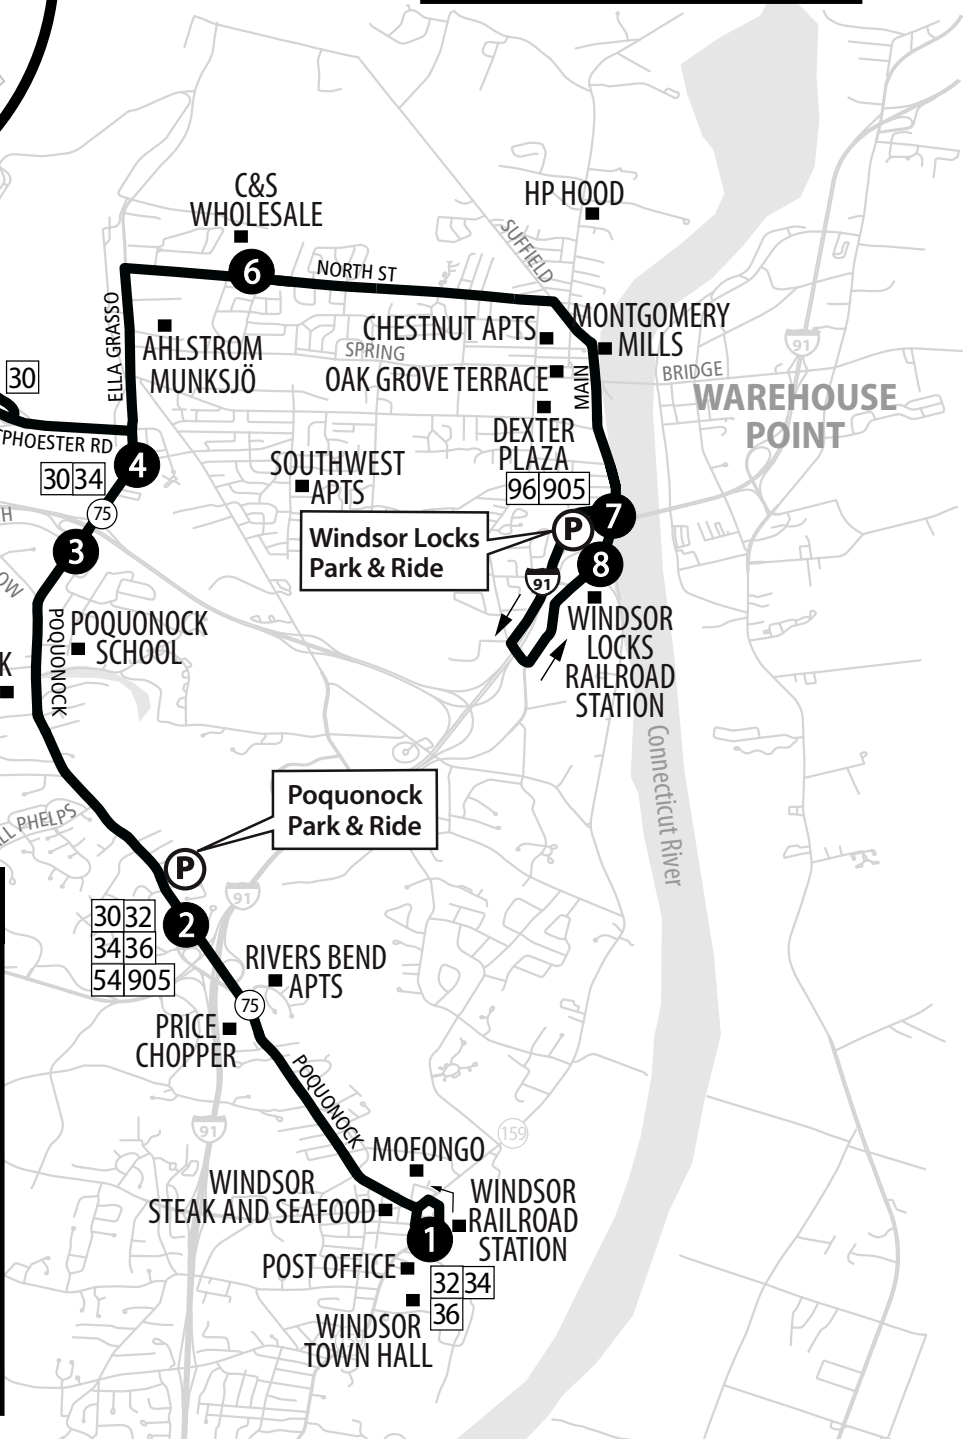 C&S
WHOLESALE
HP HOOD
6
NORTH ST
SUFFIELD
ELLA GRASSO
AHLSTROM
MUNKSJÖ
CHESTNUT APTS
SPRING
MONTGOMERY
MILLS
OAK GROVE TERRACE
MAIN
BRIDGE
91
WAREHOUSE
POINT
30
PHOESTER RD
DEXTER
PLAZA
4
30 34
SOUTHWEST
APTS
96 905
75
7
P
Windsor Locks
Park & Ride
3
8
91
H
OW
POQUONOCK
POQUONOCK
SCHOOL
K
WINDSOR
LOCKS
RAILROAD
STATION
Connecticut River
Poquonock
Park & Ride
LL PHELPS
P
91
30 32
34 36
54 905
2
RIVERS BEND
APTS
75
PRICE
CHOPPER
POQUONOCK
91
159
MOFONGO
WINDSOR
STEAK AND SEAFOOD
WINDSOR
RAILROAD
STATION
1
POST OFFICE
32 34
36
WINDSOR
TOWN HALL